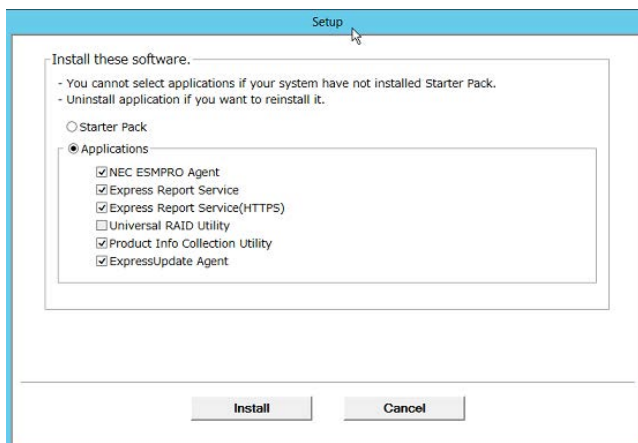 Setup
Install these software.
- You cannot select applications if your system have not installed Starter Pack.
- Uninstall application if you want to reinstall it.
Starter Pack
Applications
NEC ESMPRO Agent
Express Report Service
Express Report Service(HTTPS)
Universal RAID Utility
Product Info Collection Utility
ExpressUpdate Agent
Install Cancel